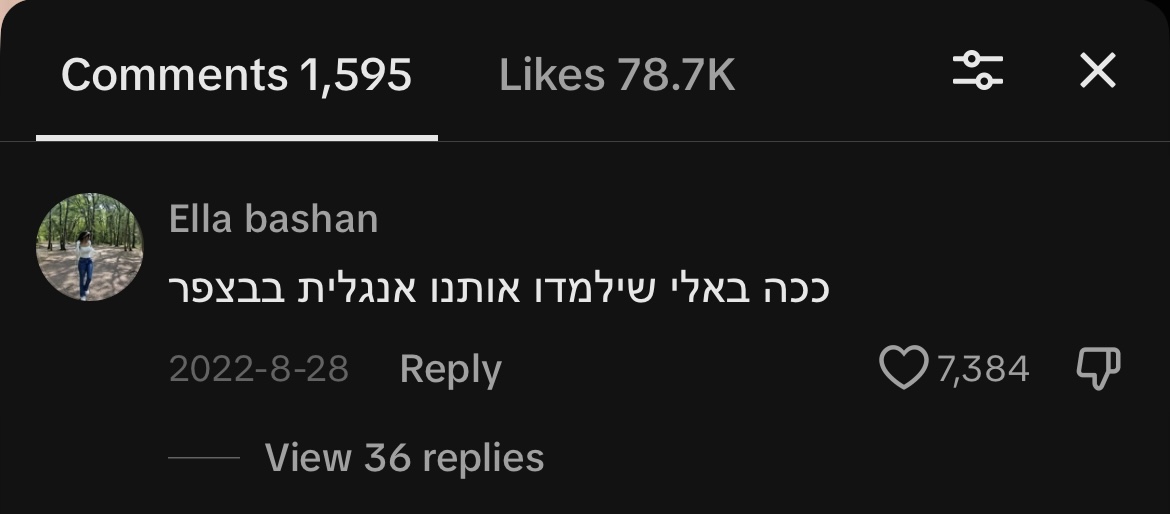 Comments 1,595
Likes 78.7K
Ella bashan
ככה באלי שילמדו אותנו אנגלית בבצפר
2022-8-28 Reply 7,384
View 36 replies